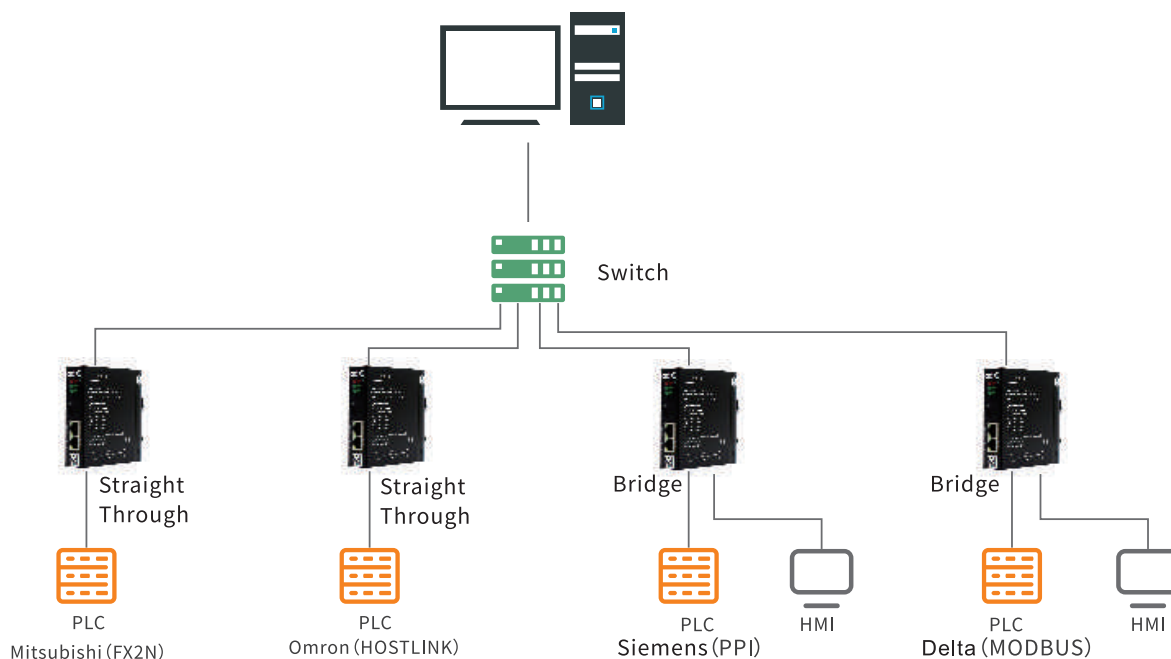 Switch
Straight
Through
Straight
Through
Bridge
Bridge
PLC
Mitsubishi(FX2N)
PLC
Omron(HOSTLINK)
PLC
Siemens(PPI)
HMI
PLC
Delta(MODBUS)
HMI